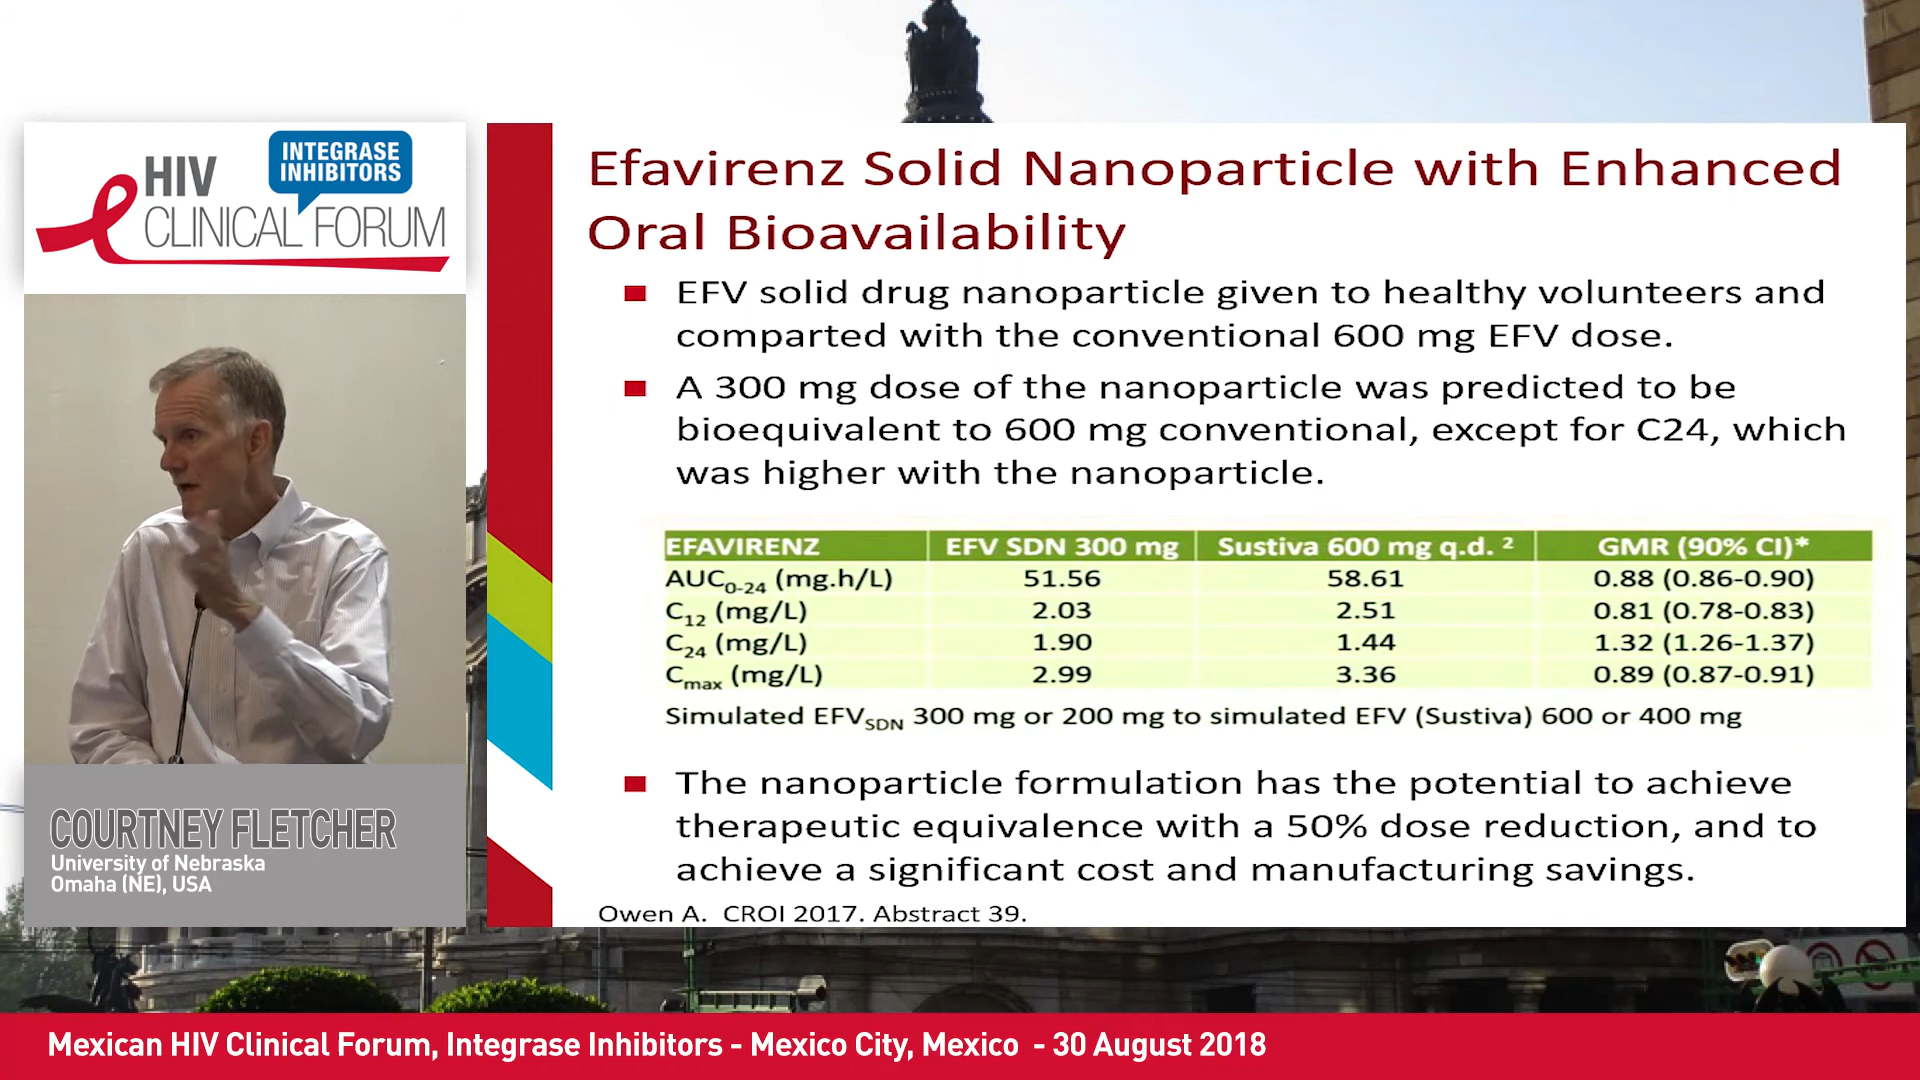 HIV
INTEGRASE
INHIBITORS
CLINICAL FORUM
COURTNEY FLETCHER
University of Nebraska
Omaha (NE), USA
Efavirenz Solid Nanoparticle with Enhanced
Oral Bioavailability
EFV solid drug nanoparticle given to healthy volunteers and
comparted with the conventional 600 mg EFV dose.
A 300 mg dose of the nanoparticle was predicted to be
bioequivalent to 600 mg conventional, except for C24, which
was higher with the nanoparticle.
EFAVIRENZ EFV SDN 300 mg Sustiva 600 mg q.d. 2 GMR (90% CI)*
AUC0-24 (mg.h/L) 51.56 58.61 0.88 (0.86-0.90)
C12 (mg/L) 2.03 2.51 0.81 (0.78-0.83)
C24 (mg/L) 1.90 1.44 1.32 (1.26-1.37)
Cmax (mg/L) 2.99 3.36 0.89 (0.87-0.91)
Simulated EFVSDN 300 mg or 200 mg to simulated EFV (Sustiva) 600 or 400 mg
The nanoparticle formulation has the potential to achieve
therapeutic equivalence with a 50% dose reduction, and to
achieve a significant cost and manufacturing savings.
Owen A. CROI 2017. Abstract 39.
Mexican HIV Clinical Forum, Integrase Inhibitors - Mexico City, Mexico - 30 August 2018